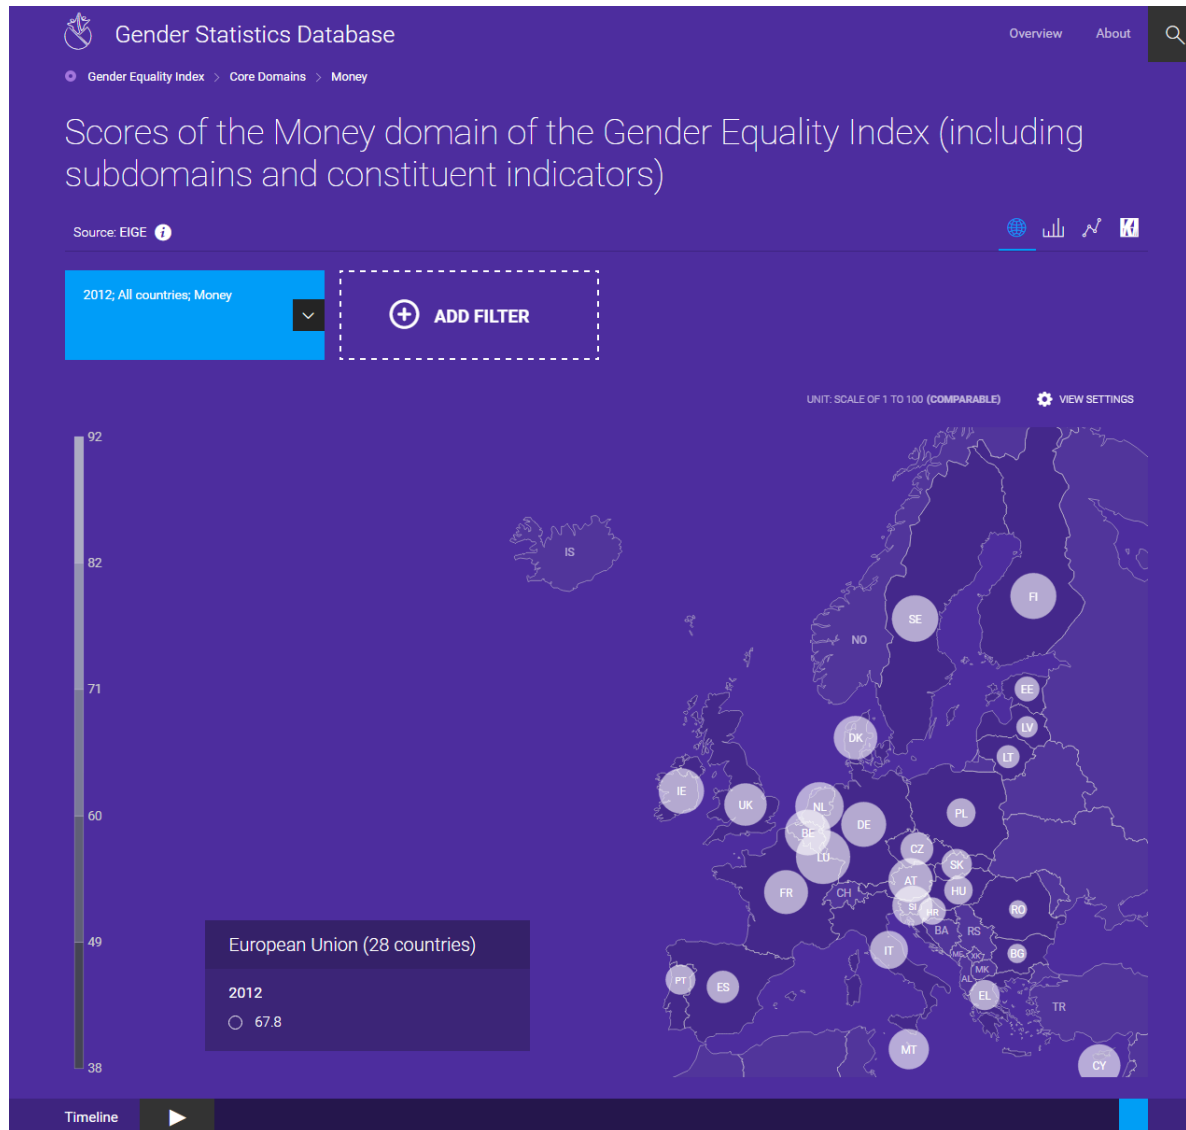 Gender Statistics Database
Overview
About
Gender Equality Index > Core Domains > Money
Scores of the Money domain of the Gender Equality Index (including
subdomains and constituent indicators)
Source: EIGE i
2012; All countries; Money
ADD FILTER
UNIT: SCALE OF 1 TO 100 (COMPARABLE)
VIEW SETTINGS
92
82
71
60
49
38
IS
FI
SE
NO
EE
LV
DK
LT
IE
UK
NL
PL
DE
BE
CZ
LU
SK
AT
HU
FR
CH
SI
HR
RO
BA
RS
IT
ME
XK
BG
MK
AL
PT
ES
EL
TR
MT
CY
European Union (28 countries)
2012
67.8
Timeline